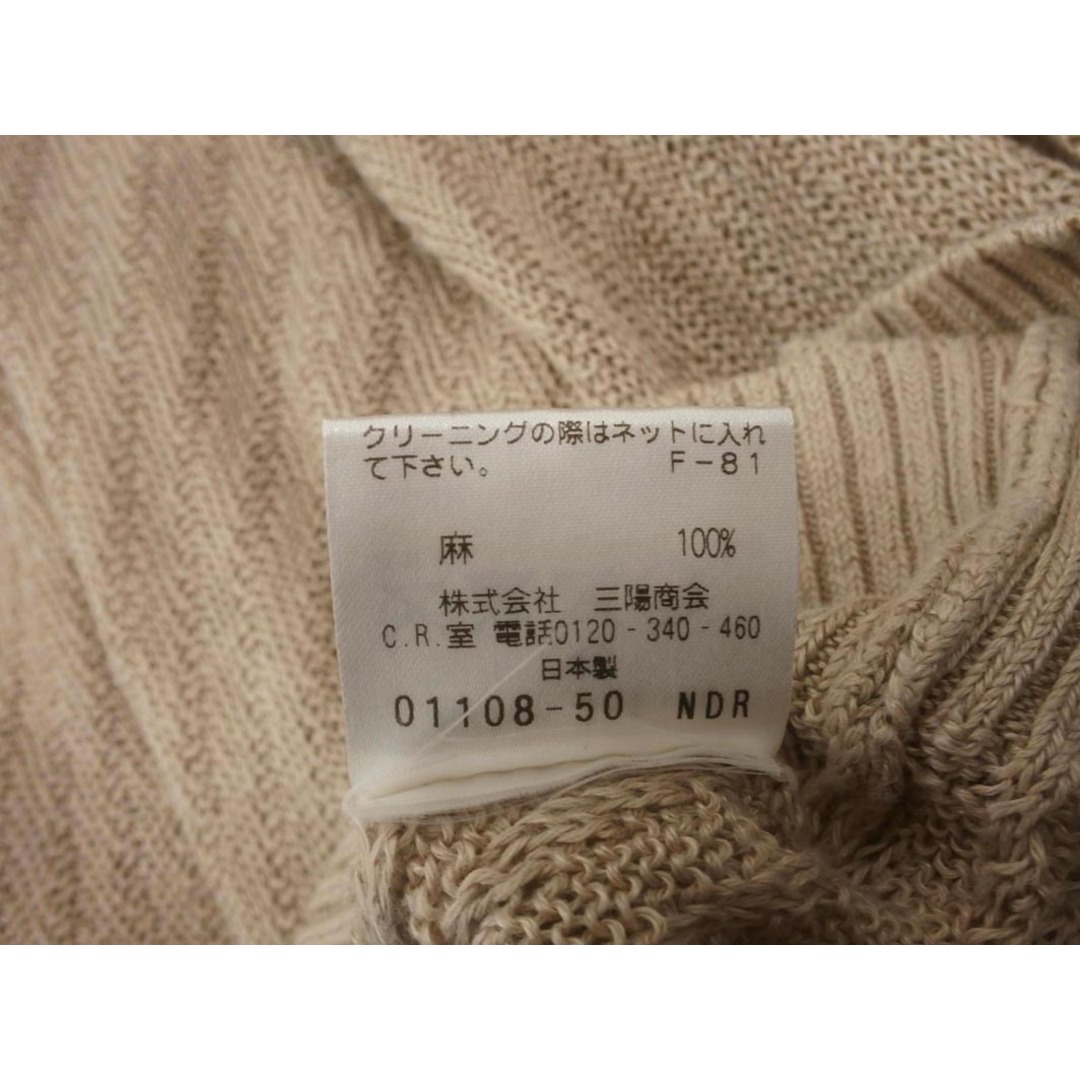 クリーニングの際はネットに入れ
て下さい。 F-81
麻 100%
株式会社 三陽商会
C.R.室 電話0120-340-460
日本製
01108-50 NDR